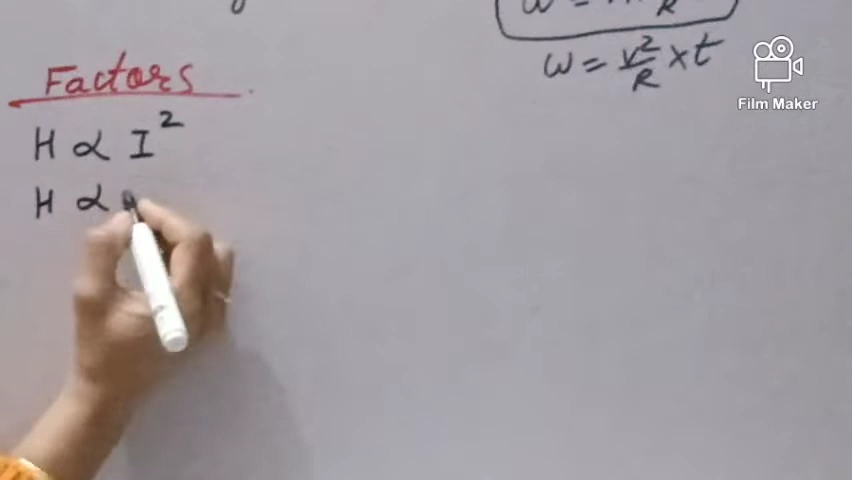 W = V²/R × t
Film Maker
Factors
H ∝ I²
H ∝